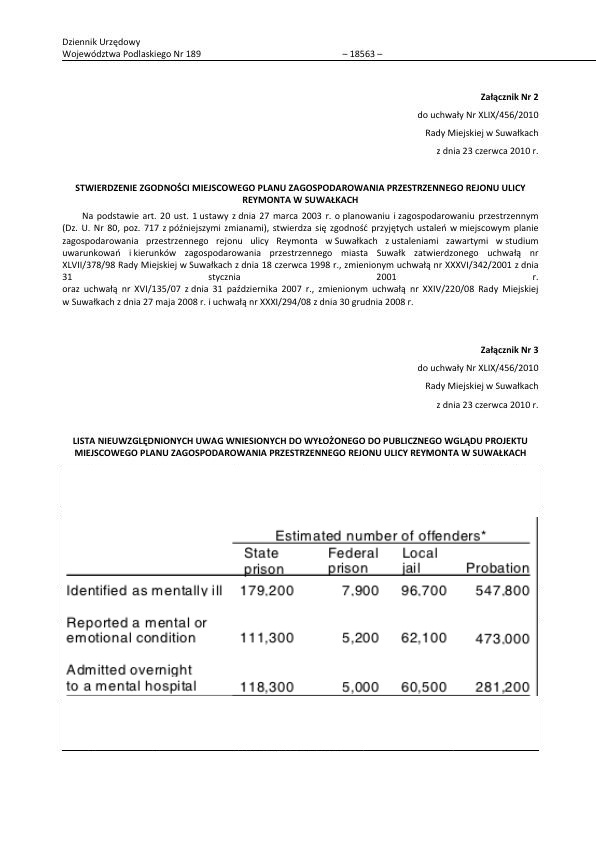 Dziennik Urzędowy
Województwa Podlaskiego Nr 189 – 18563 –
Załącznik Nr 2
do uchwały Nr XLIX/456/2010
Rady Miejskiej w Suwałkach
z dnia 23 czerwca 2010 r.
STWIERDZENIE ZGODNOŚCI MIEJSCOWEGO PLANU ZAGOSPODAROWANIA PRZESTRZENNEGO REJONU ULICY
REYMONTA W SUWAŁKACH
Na podstawie art. 20 ust. 1 ustawy z dnia 27 marca 2003 r. o planowaniu i zagospodarowaniu przestrzennym
(Dz. U. Nr 80, poz. 717 z późniejszymi zmianami), stwierdza się zgodność przyjętych ustaleń w miejscowym planie
zagospodarowania przestrzennego rejonu ulicy Reymonta w Suwałkach z ustaleniami zawartymi w studium
uwarunkowań i kierunków zagospodarowania przestrzennego miasta Suwałk zatwierdzonego uchwałą nr
XLVII/378/98 Rady Miejskiej w Suwałkach z dnia 18 czerwca 1998 r., zmienionym uchwałą nr XXXVI/342/2001 z dnia
31 stycznia 2001 r.
oraz uchwałą nr XVI/135/07 z dnia 31 października 2007 r., zmienionym uchwałą nr XXIV/220/08 Rady Miejskiej
w Suwałkach z dnia 27 maja 2008 r. i uchwałą nr XXXI/294/08 z dnia 30 grudnia 2008 r.
Załącznik Nr 3
do uchwały Nr XLIX/456/2010
Rady Miejskiej w Suwałkach
z dnia 23 czerwca 2010 r.
LISTA NIEUWZGLĘDNIONYCH UWAG WNIESIONYCH DO WYŁOŻONEGO DO PUBLICZNEGO WGLĄDU PROJEKTU
MIEJSCOWEGO PLANU ZAGOSPODAROWANIA PRZESTRZENNEGO REJONU ULICY REYMONTA W SUWAŁKACH
Estimated number of offenders*
State Federal Local
prison prison jail Probation
Identified as mentally ill 179,200 7,900 96,700 547,800
Reported a mental or
emotional condition 111,300 5,200 62,100 473,000
Admitted overnight
to a mental hospital 118,300 5,000 60,500 281,200